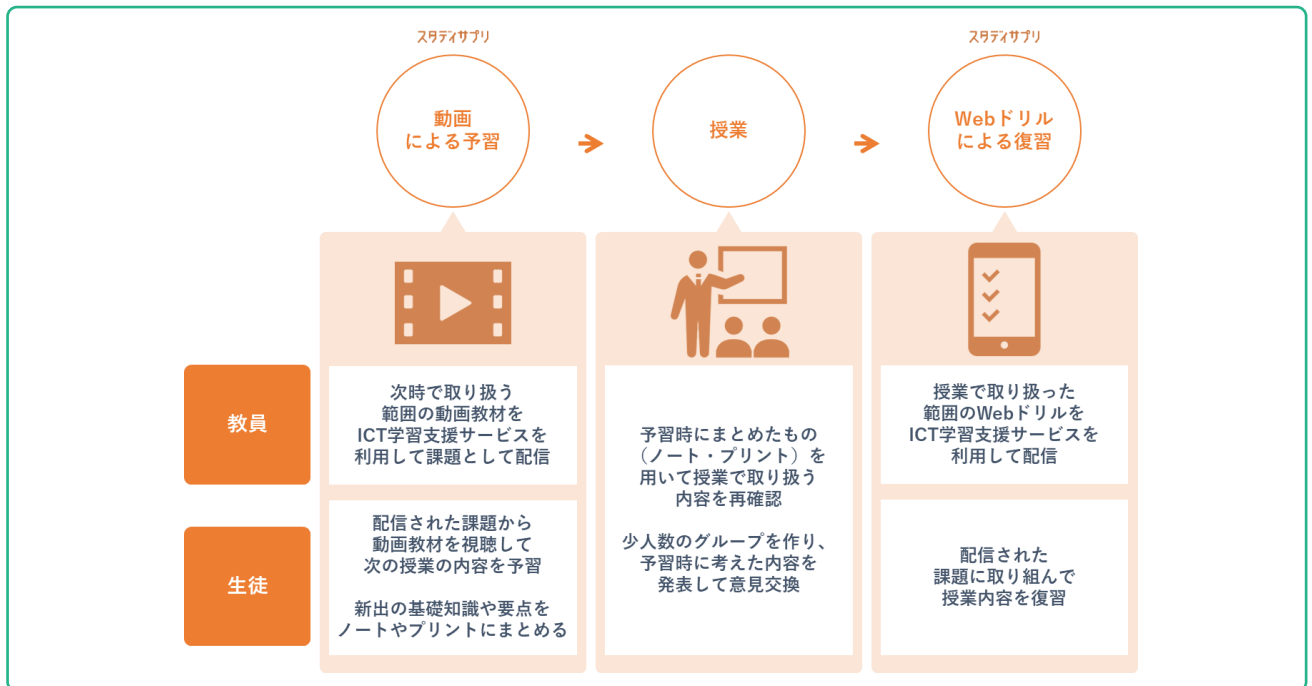 スタディサプリ
動画
による予習
授業
スタディサプリ
Webドリル
による復習
教員
次時で取り扱う
範囲の動画教材を
ICT学習支援サービスを
利用して課題として配信
予習時にまとめたもの
（ノート・プリント）を
用いて授業で取り扱う
内容を再確認
少人数のグループを作り、
予習時に考えた内容を
発表して意見交換
授業で取り扱った
範囲のWebドリルを
ICT学習支援サービスを
利用して配信
生徒
配信された課題から
動画教材を視聴して
次の授業の内容を予習
新出の基礎知識や要点を
ノートやプリントにまとめる
配信された
課題に取り組んで
授業内容を復習